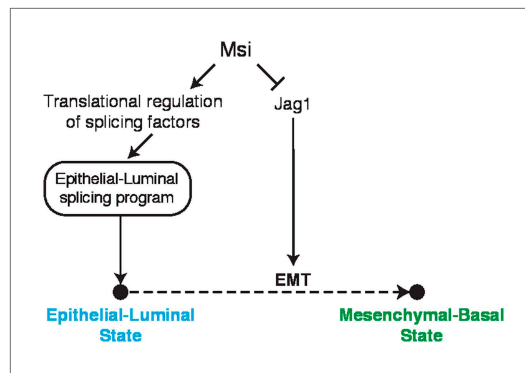 Msi
Translational regulation
of splicing factors
Jag1
Epithelial-Luminal
splicing program
EMT
Epithelial-Luminal
State
Mesenchymal-Basal
State